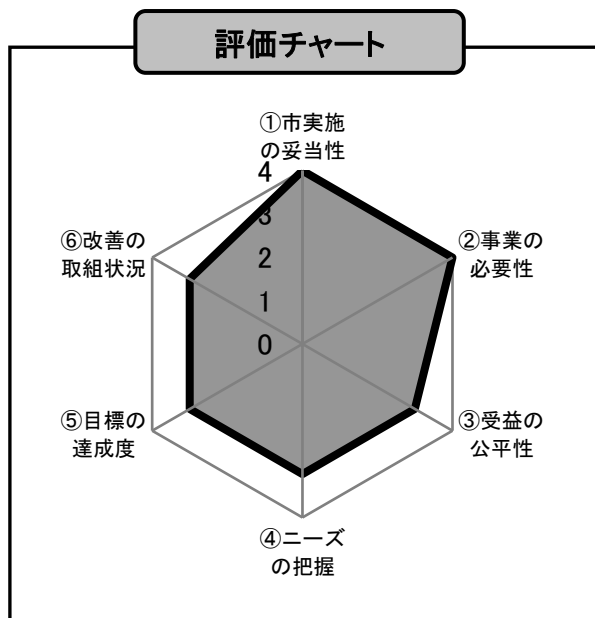 評価チャート
①市実施
の妥当性
4
3
2
1
0
②事業の
必要性
③受益の
公平性
④ニーズ
の把握
⑤目標の
達成度
⑥改善の
取組状況